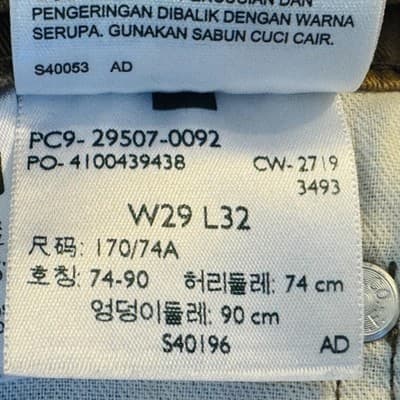 PENGERINGAN DIBALIK DENGAN WARNA
SERUPA. GUNAKAN SABUN CUCI CAIR.
S40053 AD
PC9- 29507-0092
PO- 4100439438 CW- 2719
3493
W29 L32
尺码: 170/74A
호칭: 74-90 허리둘레: 74 cm
엉덩이둘레: 90 cm
S40196 AD